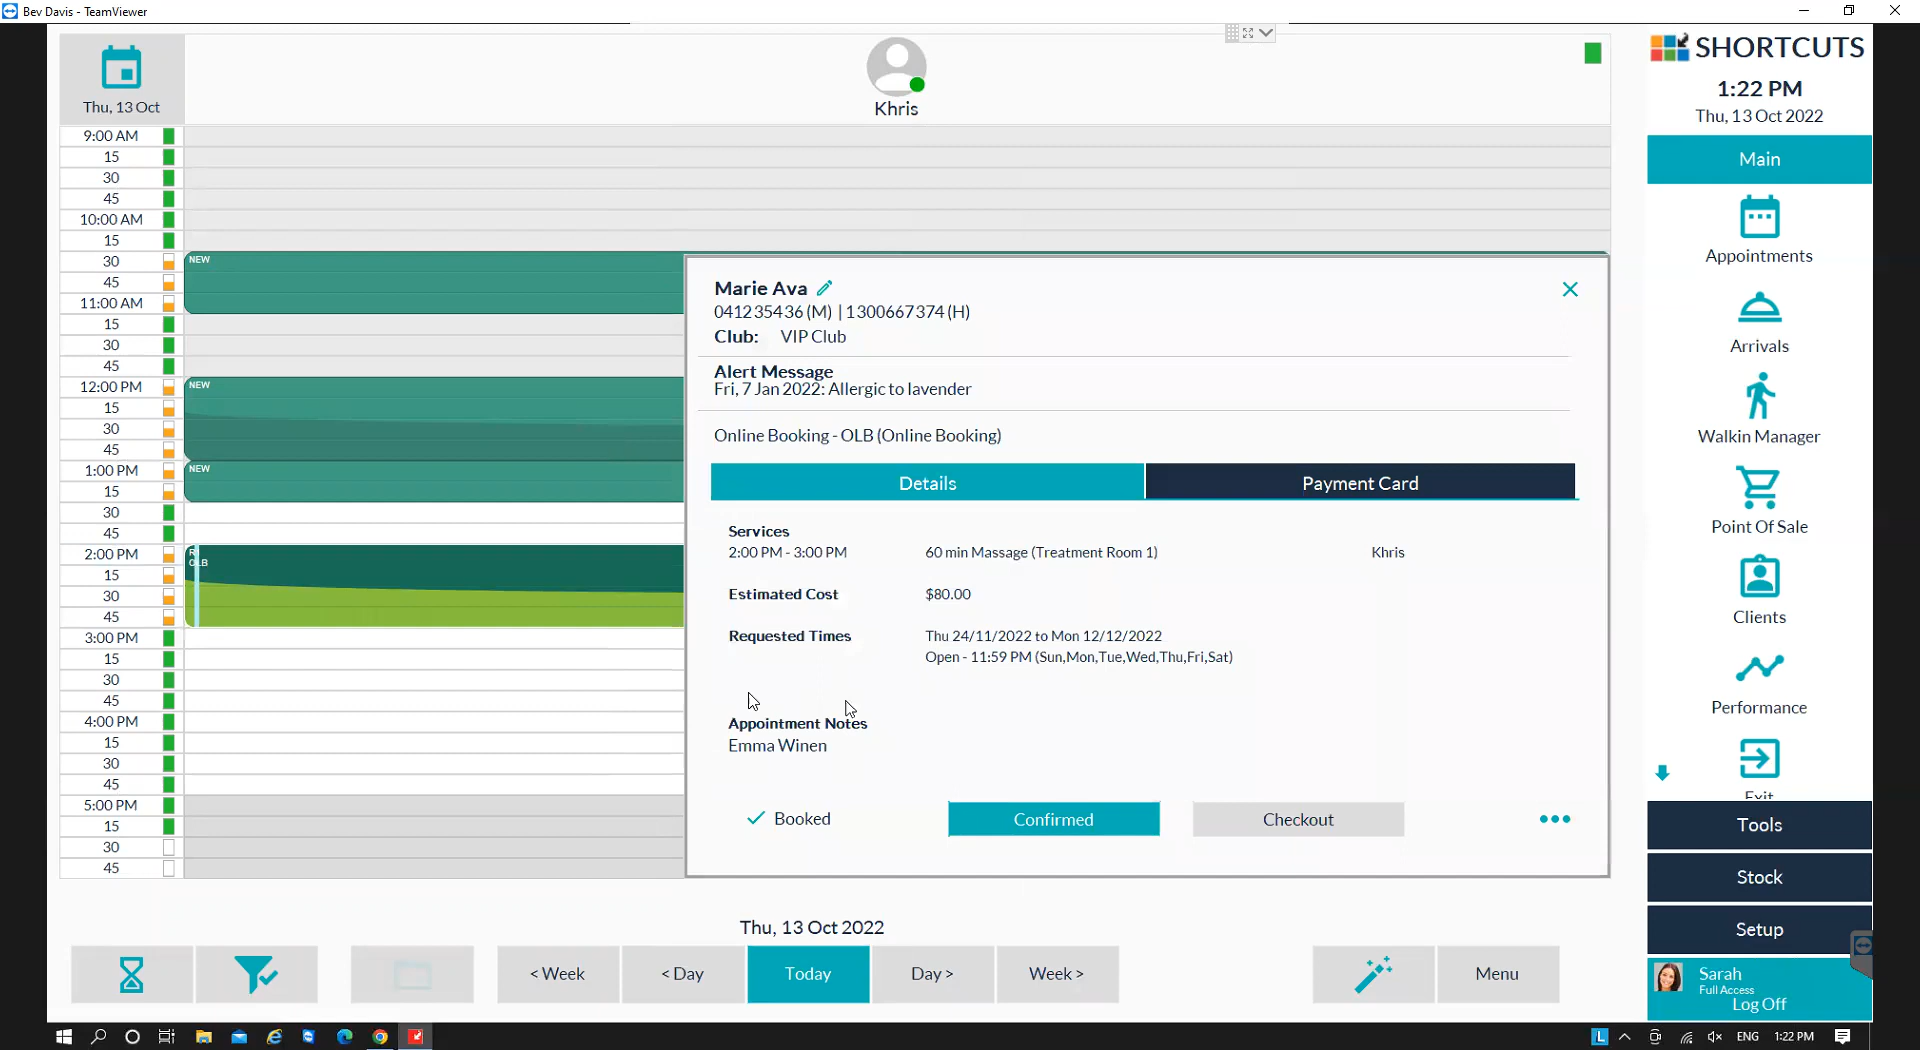 Bev Davis - TeamViewer
Thu, 13 Oct
Khris
SHORTCUTS
1:22 PM
Thu, 13 Oct 2022
Main
Appointments
Arrivals
Walkin Manager
Point Of Sale
Clients
Performance
Exit
Tools
Stock
Setup
Sarah
Full Access
Log Off
9:00 AM
15
30
45
10:00 AM
15
30
45
11:00 AM
15
30
45
12:00 PM
15
30
45
1:00 PM
15
30
45
2:00 PM
15
30
45
3:00 PM
15
30
45
4:00 PM
15
30
45
5:00 PM
15
30
45
NEW
NEW
NEW
OLB
Marie Ava
041235436 (M) | 1300667374 (H)
Club: VIP Club
Alert Message
Fri, 7 Jan 2022: Allergic to lavender
Online Booking - OLB (Online Booking)
Details Payment Card
Services
2:00 PM - 3:00 PM 60 min Massage (Treatment Room 1) Khris
Estimated Cost $80.00
Requested Times Thu 24/11/2022 to Mon 12/12/2022
Open - 11:59 PM (Sun,Mon,Tue,Wed,Thu,Fri,Sat)
Appointment Notes
Emma Winen
Booked Confirmed Checkout
Thu, 13 Oct 2022
< Week < Day Today Day > Week > Menu
L ENG 1:22 PM